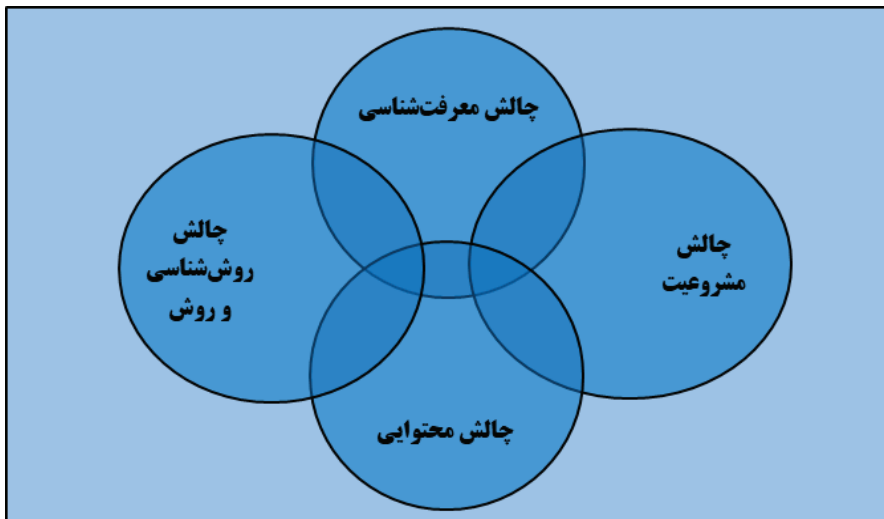 چالش معرفت‌شناسی
چالش
مشروعیت
چالش
روش‌شناسی
و روش
چالش محتوایی